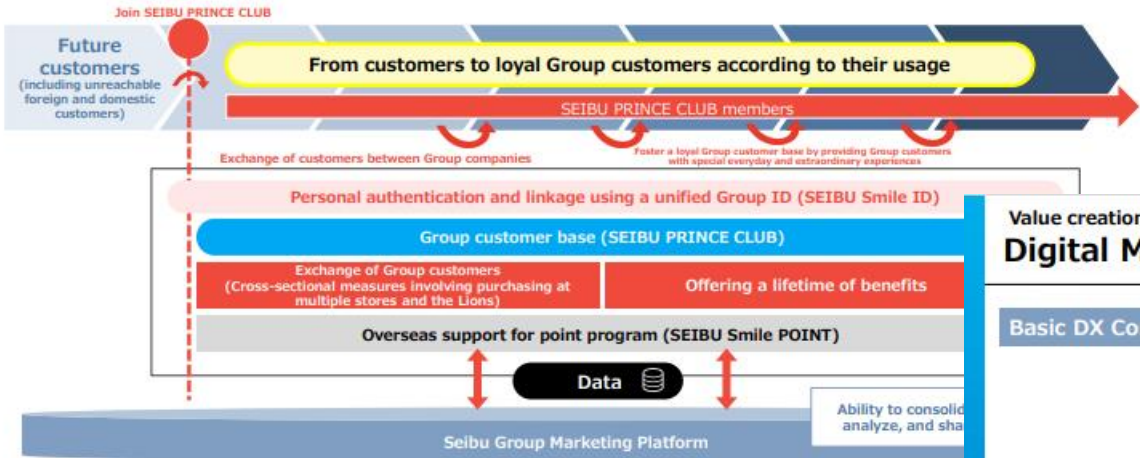 Join SEIBU PRINCE CLUB
Future
customers
(including unreachable
foreign and domestic
customers)
From customers to loyal Group customers according to their usage
SEIBU PRINCE CLUB members
Exchange of customers between Group companies
Foster a loyal Group customer base by providing Group customers
with special everyday and extraordinary experiences
Personal authentication and linkage using a unified Group ID (SEIBU Smile ID)
Group customer base (SEIBU PRINCE CLUB)
Exchange of Group customers
(Cross-sectional measures involving purchasing at
multiple stores and the Lions)
Offering a lifetime of benefits
Overseas support for point program (SEIBU Smile POINT)
Data
Ability to consolid
analyze, and sha
Seibu Group Marketing Platform
Value creation
Digital M
Basic DX Co